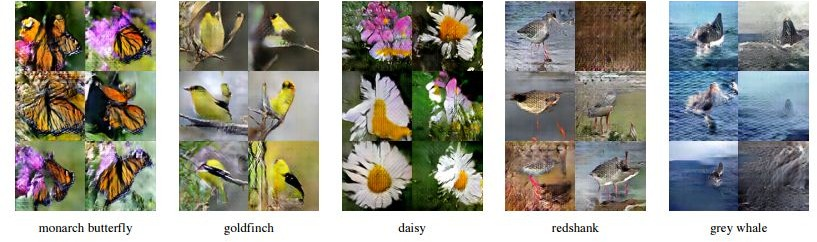 monarch butterfly
goldfinch
daisy
redshank
grey whale